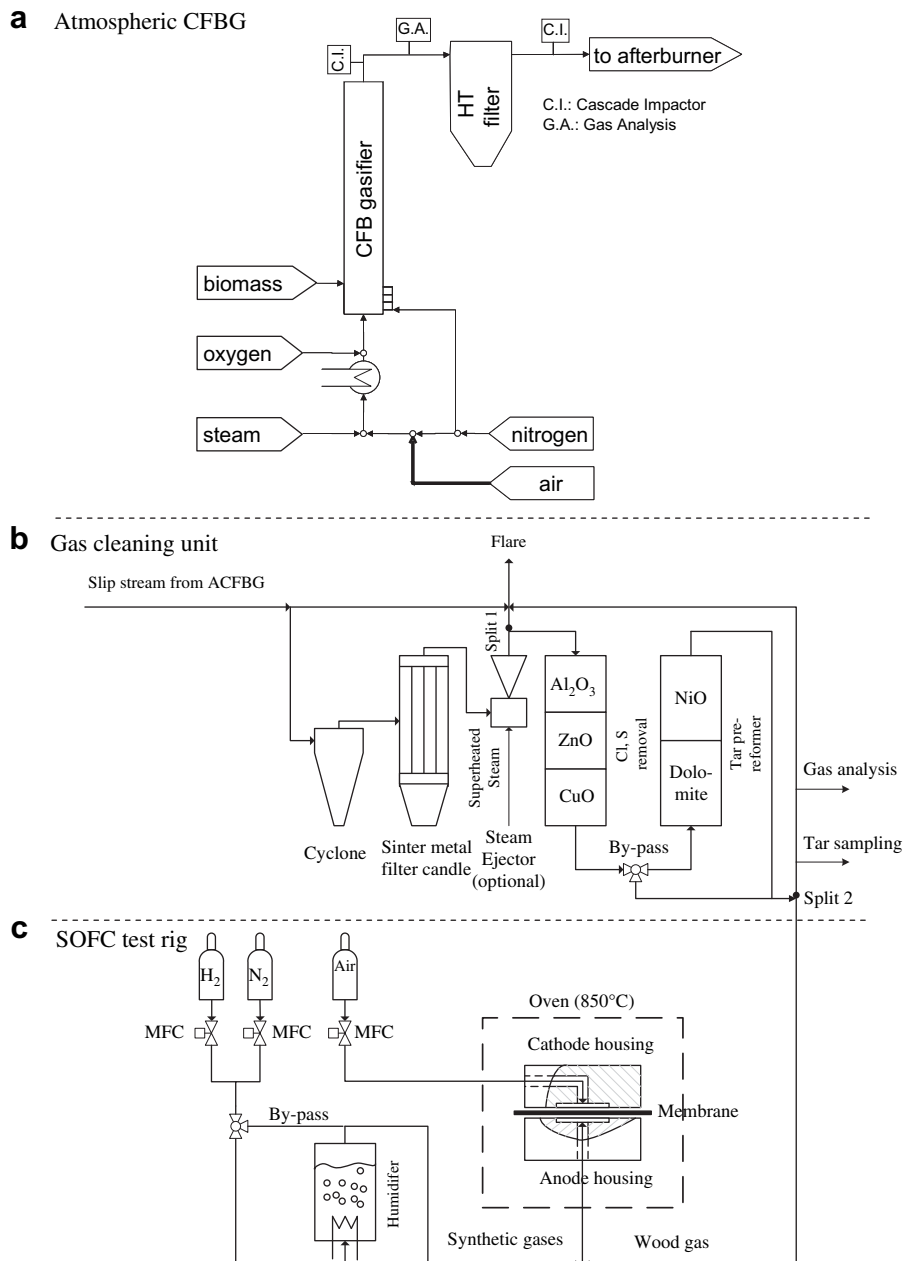 a Atmospheric CFBG
C.I.
G.A.
C.I.
to afterburner
HT
filter
C.I.: Cascade Impactor
G.A.: Gas Analysis
CFB gasifier
biomass
oxygen
steam
nitrogen
air
b Gas cleaning unit
Flare
Slip stream from ACFBG
Split 1
Al2O3
ZnO
CuO
Cl, S
removal
NiO
Dolo-
mite
Tar pre-
reformer
Superheated
Steam
Gas analysis
Cyclone
Sinter metal
filter candle
Steam
Ejector
(optional)
By-pass
Tar sampling
Split 2
c SOFC test rig
H2
N2
Air
MFC
MFC
MFC
Oven (850°C)
Cathode housing
Membrane
Anode housing
By-pass
Humidifer
Synthetic gases
Wood gas